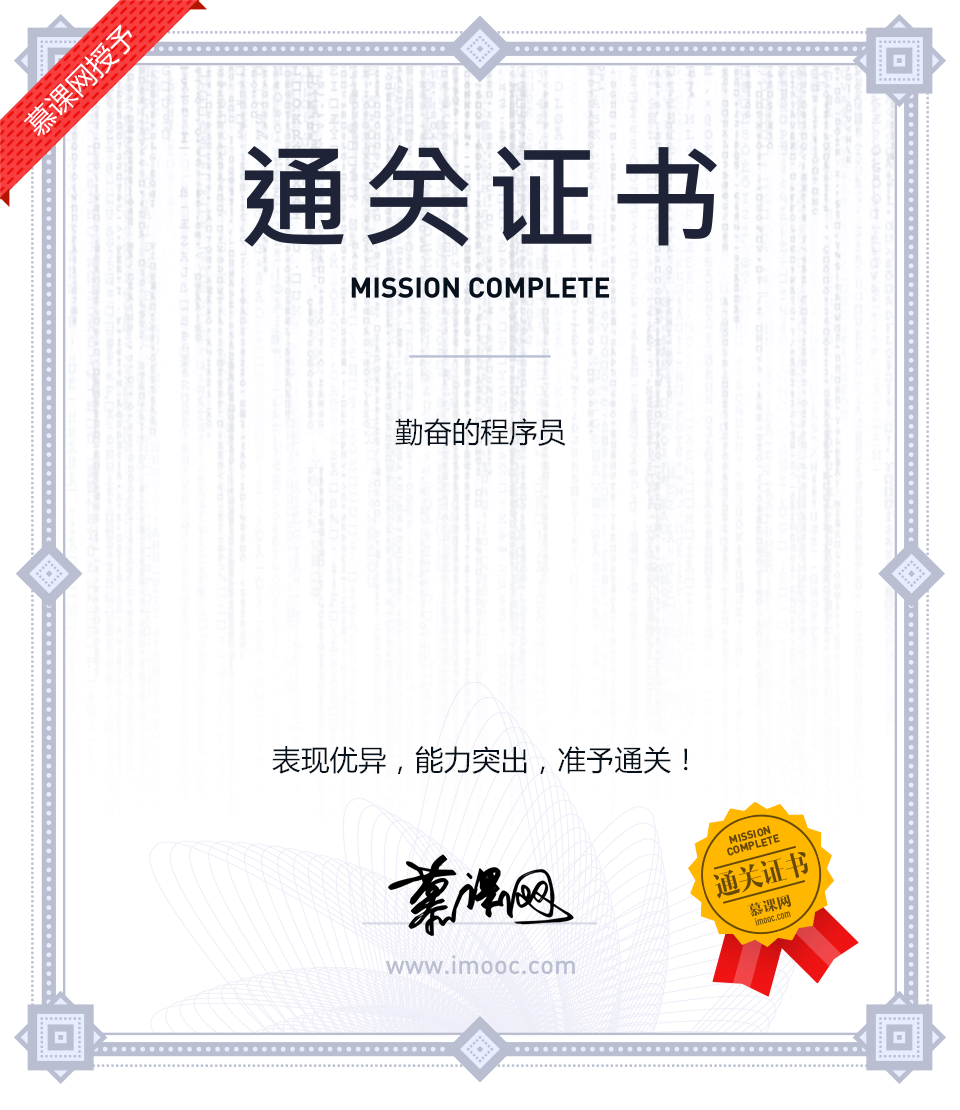 慕课网授予
通关证书
MISSION COMPLETE
勤奋的程序员
表现优异，能力突出，准予通关！
慕课网
www.imooc.com
MISSION
COMPLETE
通关证书
慕课网
imooc.com